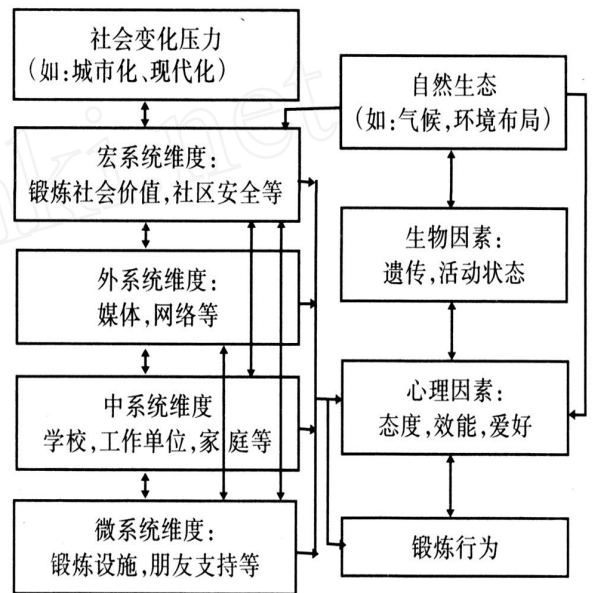 社会变化压力
(如:城市化、现代化)
自然生态
(如:气候,环境布局)
宏系统维度:
锻炼社会价值,社区安全等
生物因素:
遗传,活动状态
外系统维度:
媒体,网络等
心理因素:
态度,效能,爱好
中系统维度
学校,工作单位,家庭等
微系统维度:
锻炼设施,朋友支持等
锻炼行为
nki.net